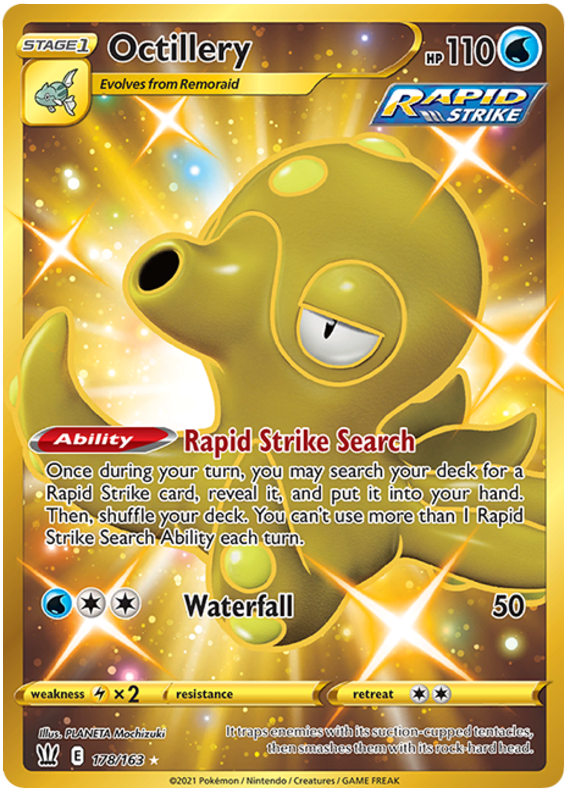 STAGE1
Octillery
HP 110
Evolves from Remoraid
RAPID
STRIKE
Ability Rapid Strike Search
Once during your turn, you may search your deck for a
Rapid Strike card, reveal it, and put it into your hand.
Then, shuffle your deck. You can't use more than 1 Rapid
Strike Search Ability each turn.
Waterfall 50
weakness ×2 resistance retreat
Illus. PLANETA Mochizuki
It traps enemies with its suction-cupped tentacles,
then smashes them with its rock-hard head.
E 178/163
©2021 Pokémon / Nintendo / Creatures / GAME FREAK